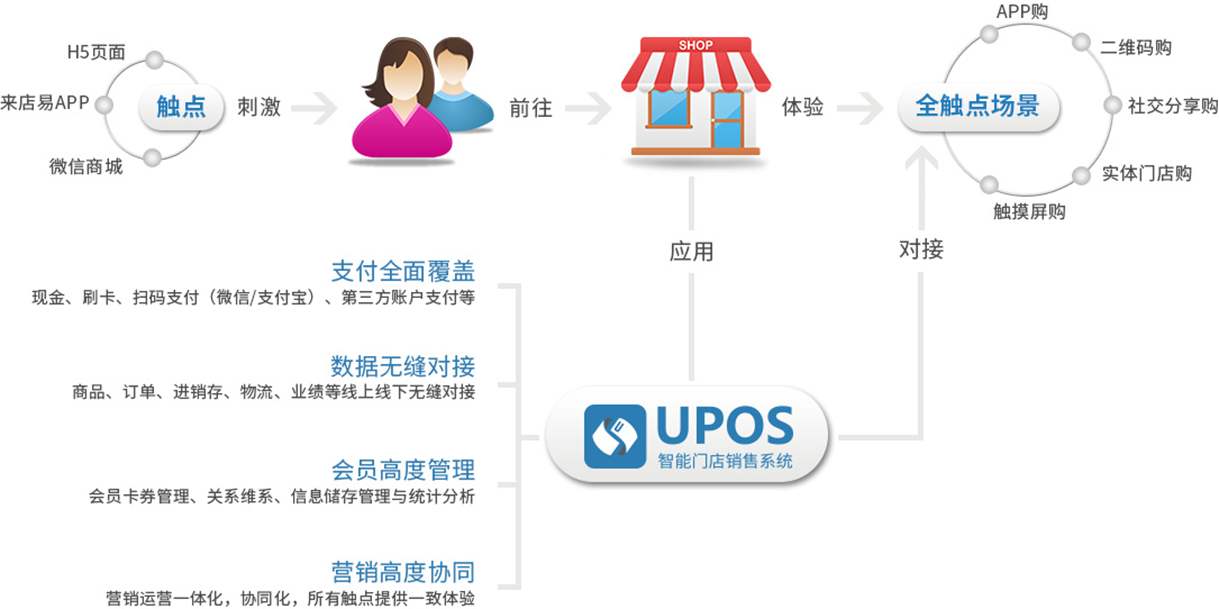 H5页面
来店易APP
微信商城
触点
刺激
前往
SHOP
体验
全触点场景
APP购
二维码购
社交分享购
实体门店购
触摸屏购
应用
对接
支付全面覆盖
现金、刷卡、扫码支付（微信/支付宝）、第三方账户支付等
数据无缝对接
商品、订单、进销存、物流、业绩等线上线下无缝对接
会员高度管理
会员卡券管理、关系维系、信息储存管理与统计分析
营销高度协同
营销运营一体化，协同化，所有触点提供一致体验
U
UPOS
智能门店销售系统